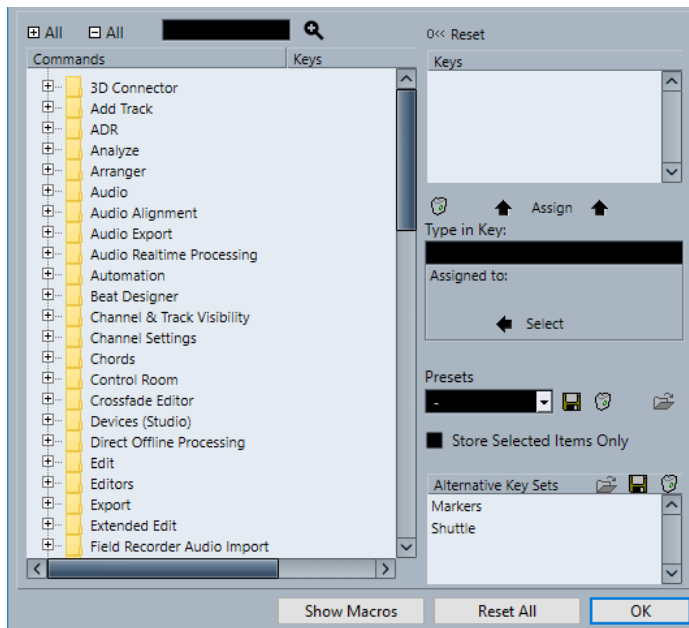 All
All
Commands
Keys
3D Connector
Add Track
ADR
Analyze
Arranger
Audio
Audio Alignment
Audio Export
Audio Realtime Processing
Automation
Beat Designer
Channel & Track Visibility
Channel Settings
Chords
Control Room
Crossfade Editor
Devices (Studio)
Direct Offline Processing
Edit
Editors
Export
Extended Edit
Field Recorder Audio Import
0<< Reset
Keys
Assign
Type in Key:
Assigned to:
Select
Presets
-
Store Selected Items Only
Alternative Key Sets
Markers
Shuttle
Show Macros
Reset All
OK